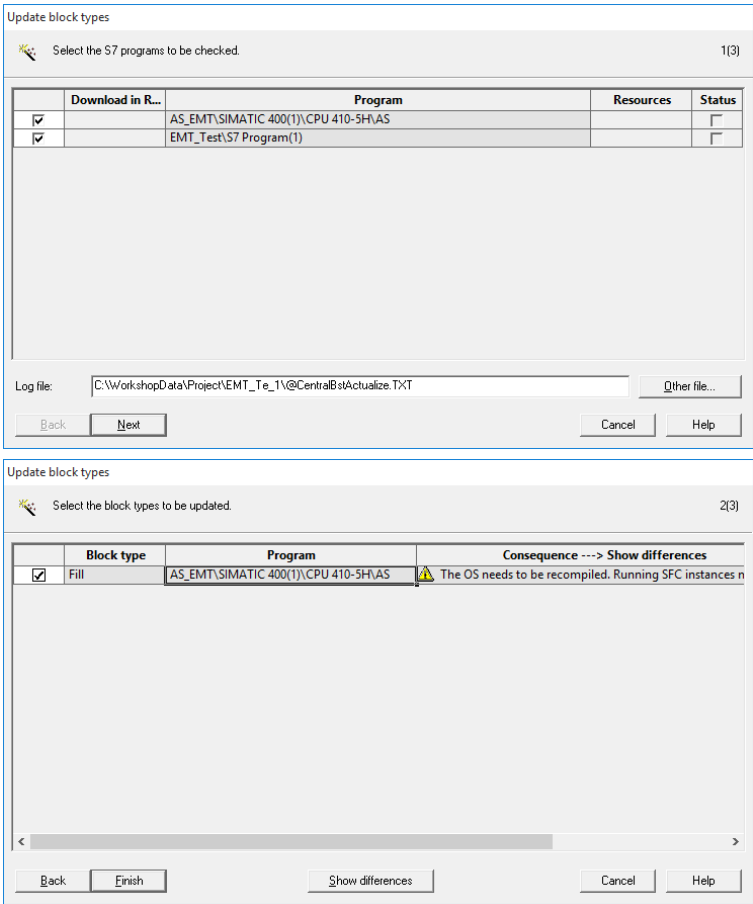 Update block types
Select the S7 programs to be checked. 1(3)
Download in R... Program Resources Status
AS_EMT\SIMATIC 400(1)\CPU 410-5H\AS
EMT_Test\S7 Program(1)
Log file: C:\WorkshopData\Project\EMT_Te_1\@CentralBstActualize.TXT Other file...
Back Next Cancel Help
Update block types
Select the block types to be updated. 2(3)
Block type Program Consequence ---> Show differences
Fill AS_EMT\SIMATIC 400(1)\CPU 410-5H\AS The OS needs to be recompiled. Running SFC instances n
Back Finish Show differences Cancel Help